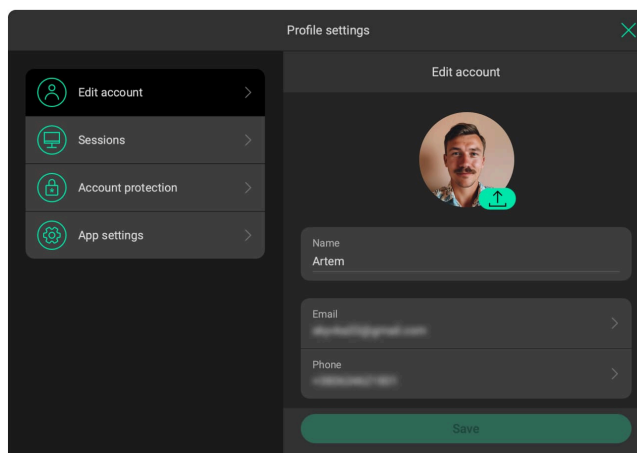 Profile settings
Edit account
Sessions
Account protection
App settings
Edit account
Name
Artem
Email
Phone
Save